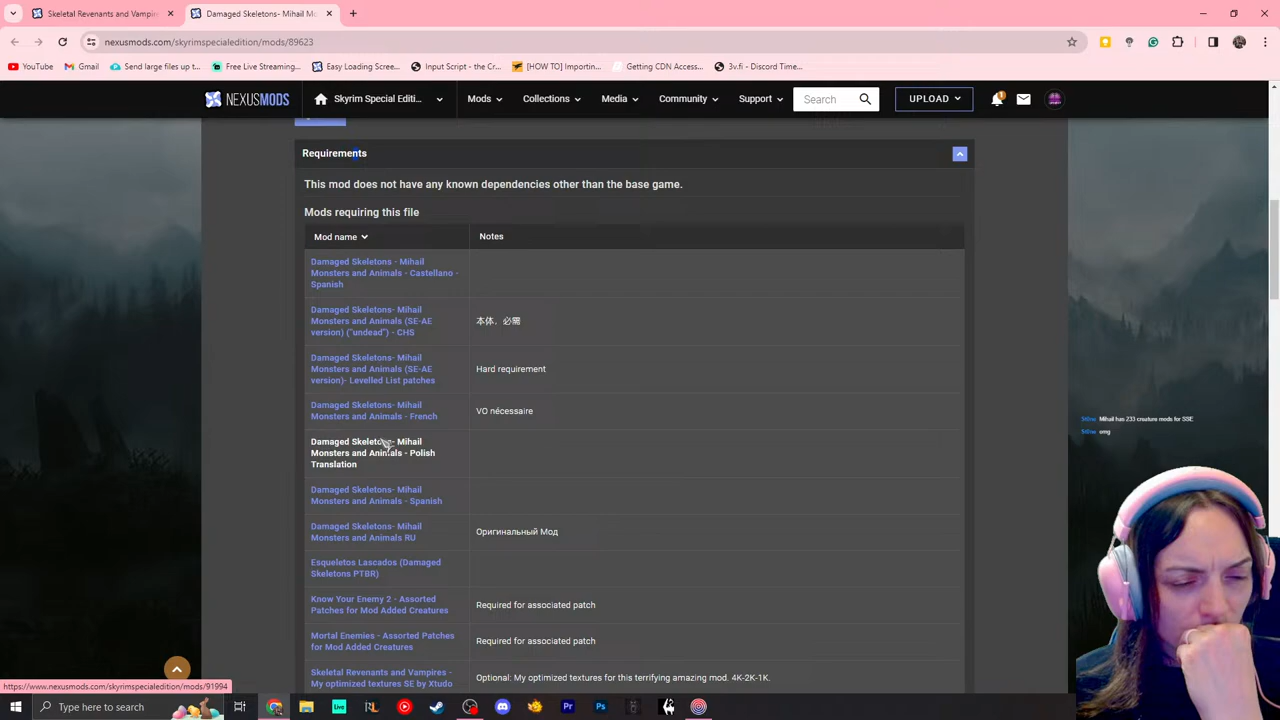 Skeletal Revenants and Vampires
Damaged Skeletons- Mihail Mo
nexusmods.com/skyrimspecialedition/mods/89623
YouTube
Gmail
Send large files up t...
Free Live Streaming...
Easy Loading Scree...
Input Script - the Cr...
[HOW TO] Importin...
Getting CDN Access...
3v.fi - Discord Time...
NEXUSMODS
Skyrim Special Editi...
Mods
Collections
Media
Community
Support
Search
UPLOAD
1
Requirements
This mod does not have any known dependencies other than the base game.
Mods requiring this file
Mod name
Notes
Damaged Skeletons - Mihail
Monsters and Animals - Castellano -
Spanish
Damaged Skeletons- Mihail
Monsters and Animals (SE-AE
version) ("undead") - CHS
本体，必需
Damaged Skeletons- Mihail
Monsters and Animals (SE-AE
version)- Levelled List patches
Hard requirement
Damaged Skeletons- Mihail
Monsters and Animals - French
VO nécessaire
Damaged Skeletons- Mihail
Monsters and Animals - Polish
Translation
Damaged Skeletons- Mihail
Monsters and Animals - Spanish
Damaged Skeletons- Mihail
Monsters and Animals RU
Оригинальный Мод
Esqueletos Lascados (Damaged
Skeletons PTBR)
Know Your Enemy 2 - Assorted
Patches for Mod Added Creatures
Required for associated patch
Mortal Enemies - Assorted Patches
for Mod Added Creatures
Required for associated patch
Skeletal Revenants and Vampires -
My optimized textures SE by Xtudo
Optional: My optimized textures for this terrifying amazing mod. 4K-2K-1K.
Mihail has 233 creature mods for SSE
omg
https://www.nexusmods.com/skyrimspecialedition/mods/91994
Type here to search
Live
Pr
Ps